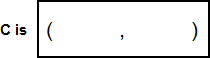 C is ( , )